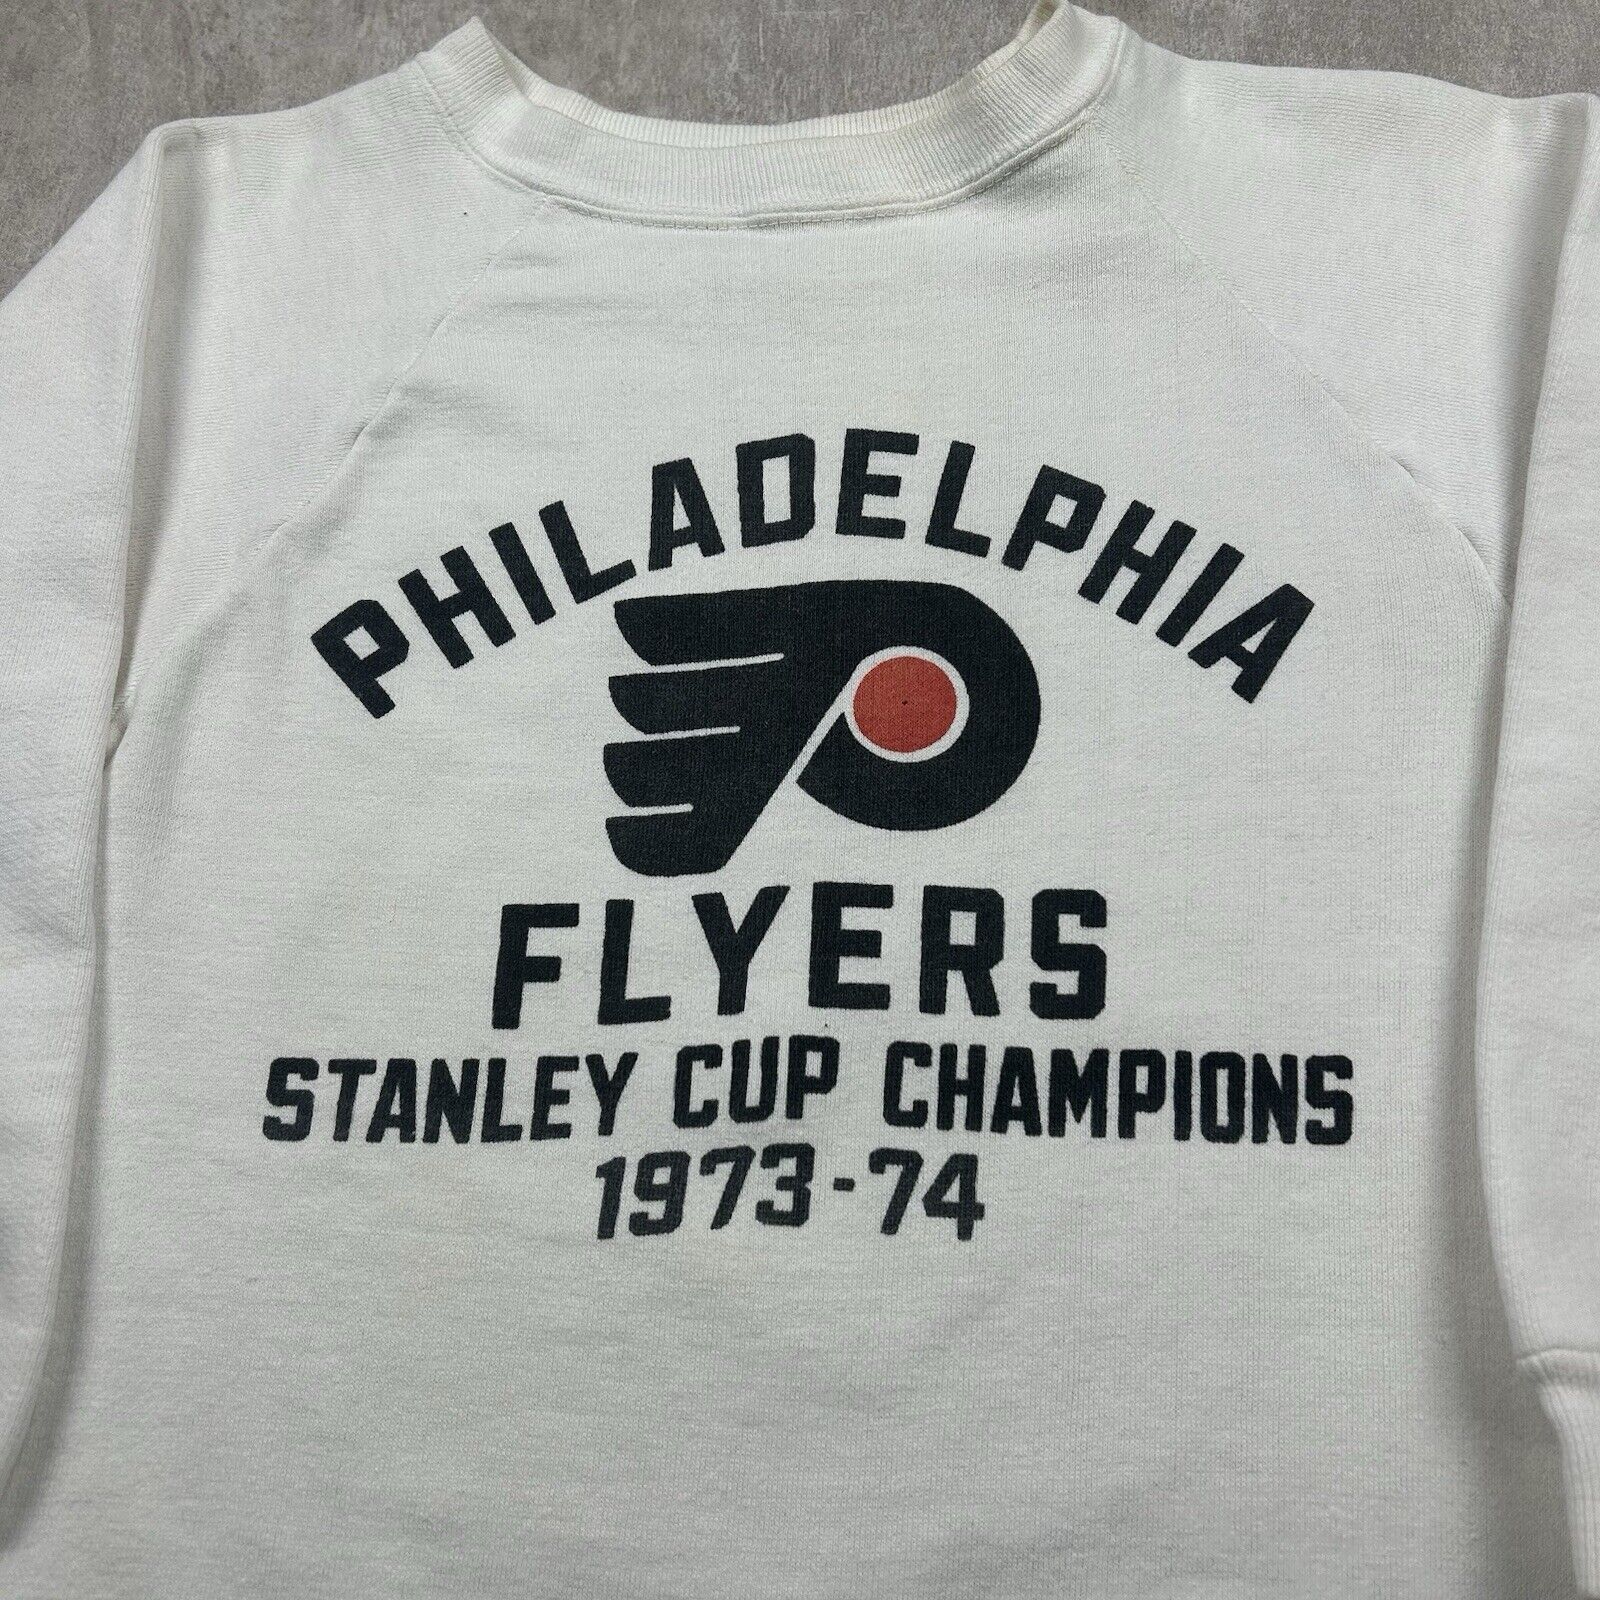 PHILADELPHIA
FLYERS
STANLEY CUP CHAMPIONS
1973-74